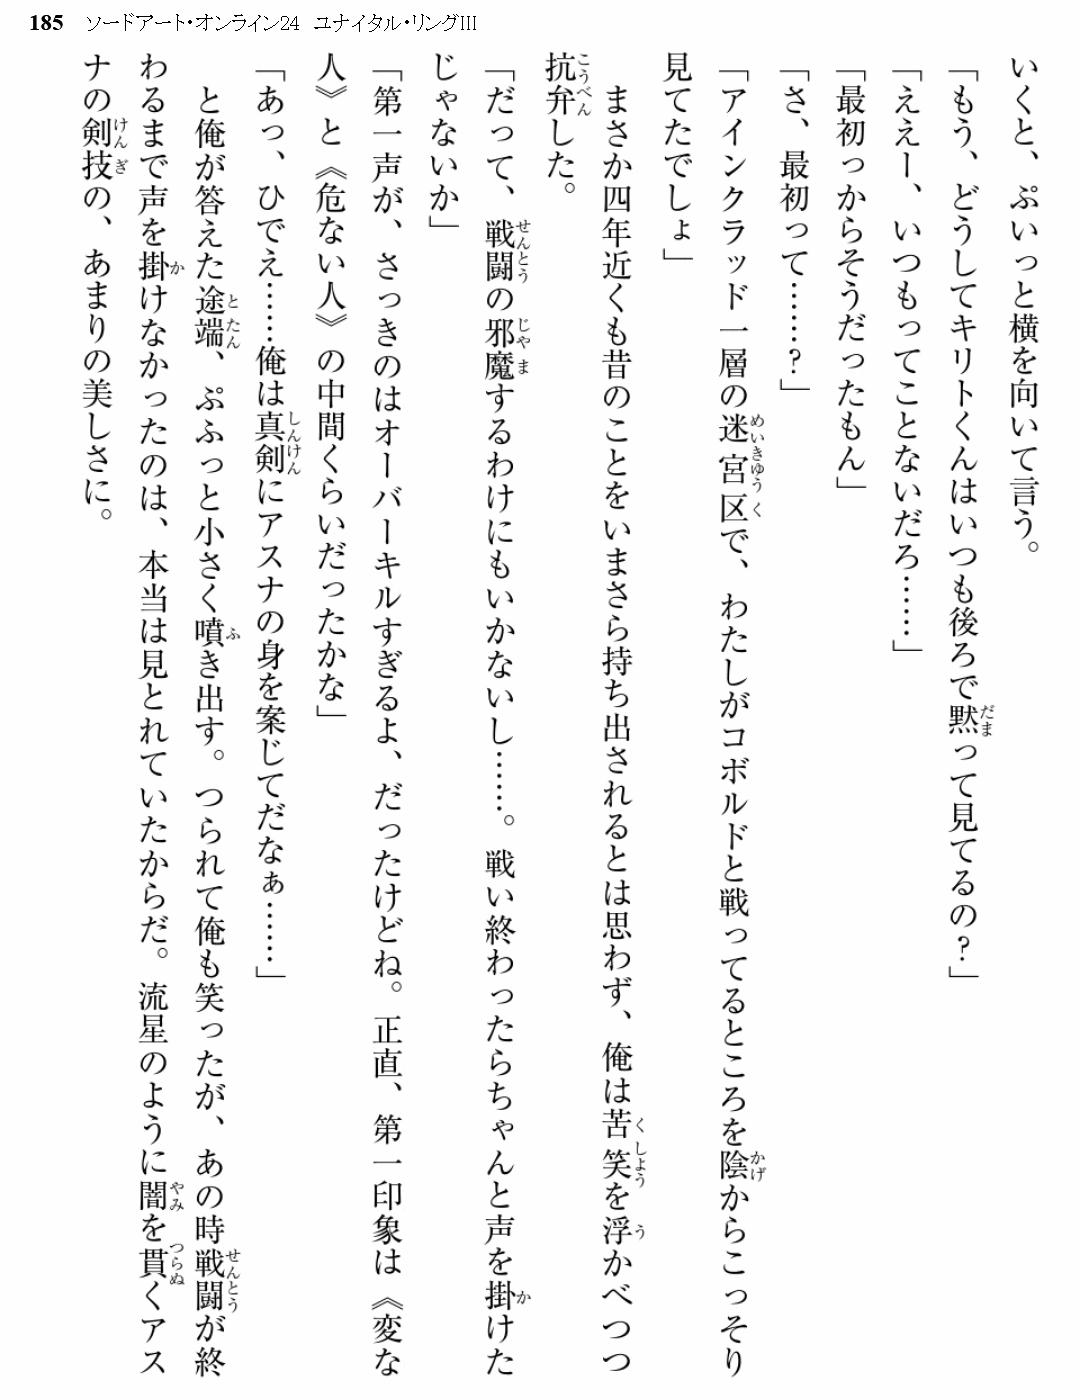 185 ソードアート・オンライン24 ユナイタル・リングIII
いくと、ぷいっと横を向いて言う。
「もう、どうしてキリトくんはいつも後ろで黙って見てるの?」
「ええー、いつもってことないだろ……」
「最初っからそうだったもん」
「さ、最初って……?」
「アインクラッド一層の迷宮区で、わたしがコボルドと戦ってるところを陰からこっそり
見てたでしょ」
まさか四年近くも昔のことをいまさら持ち出されるとは思わず、俺は苦笑を浮かべつつ
抗弁した。
「だって、戦闘の邪魔するわけにもいかないし……。戦い終わったらちゃんと声を掛けた
じゃないか」
「第一声が、さっきのはオーバーキルすぎるよ、だったけどね。正直、第一印象は《変な
人》と《危ない人》の中間くらいだったかな」
「あっ、ひでえ……俺は真剣にアスナの身を案じてだなぁ……」
と俺が答えた途端、ぷふっと小さく噴き出す。つられて俺も笑ったが、あの時戦闘が終
わるまで声を掛けなかったのは、本当は見とれていたからだ。流星のように闇を貫くアス
ナの剣技の、あまりの美しさに。